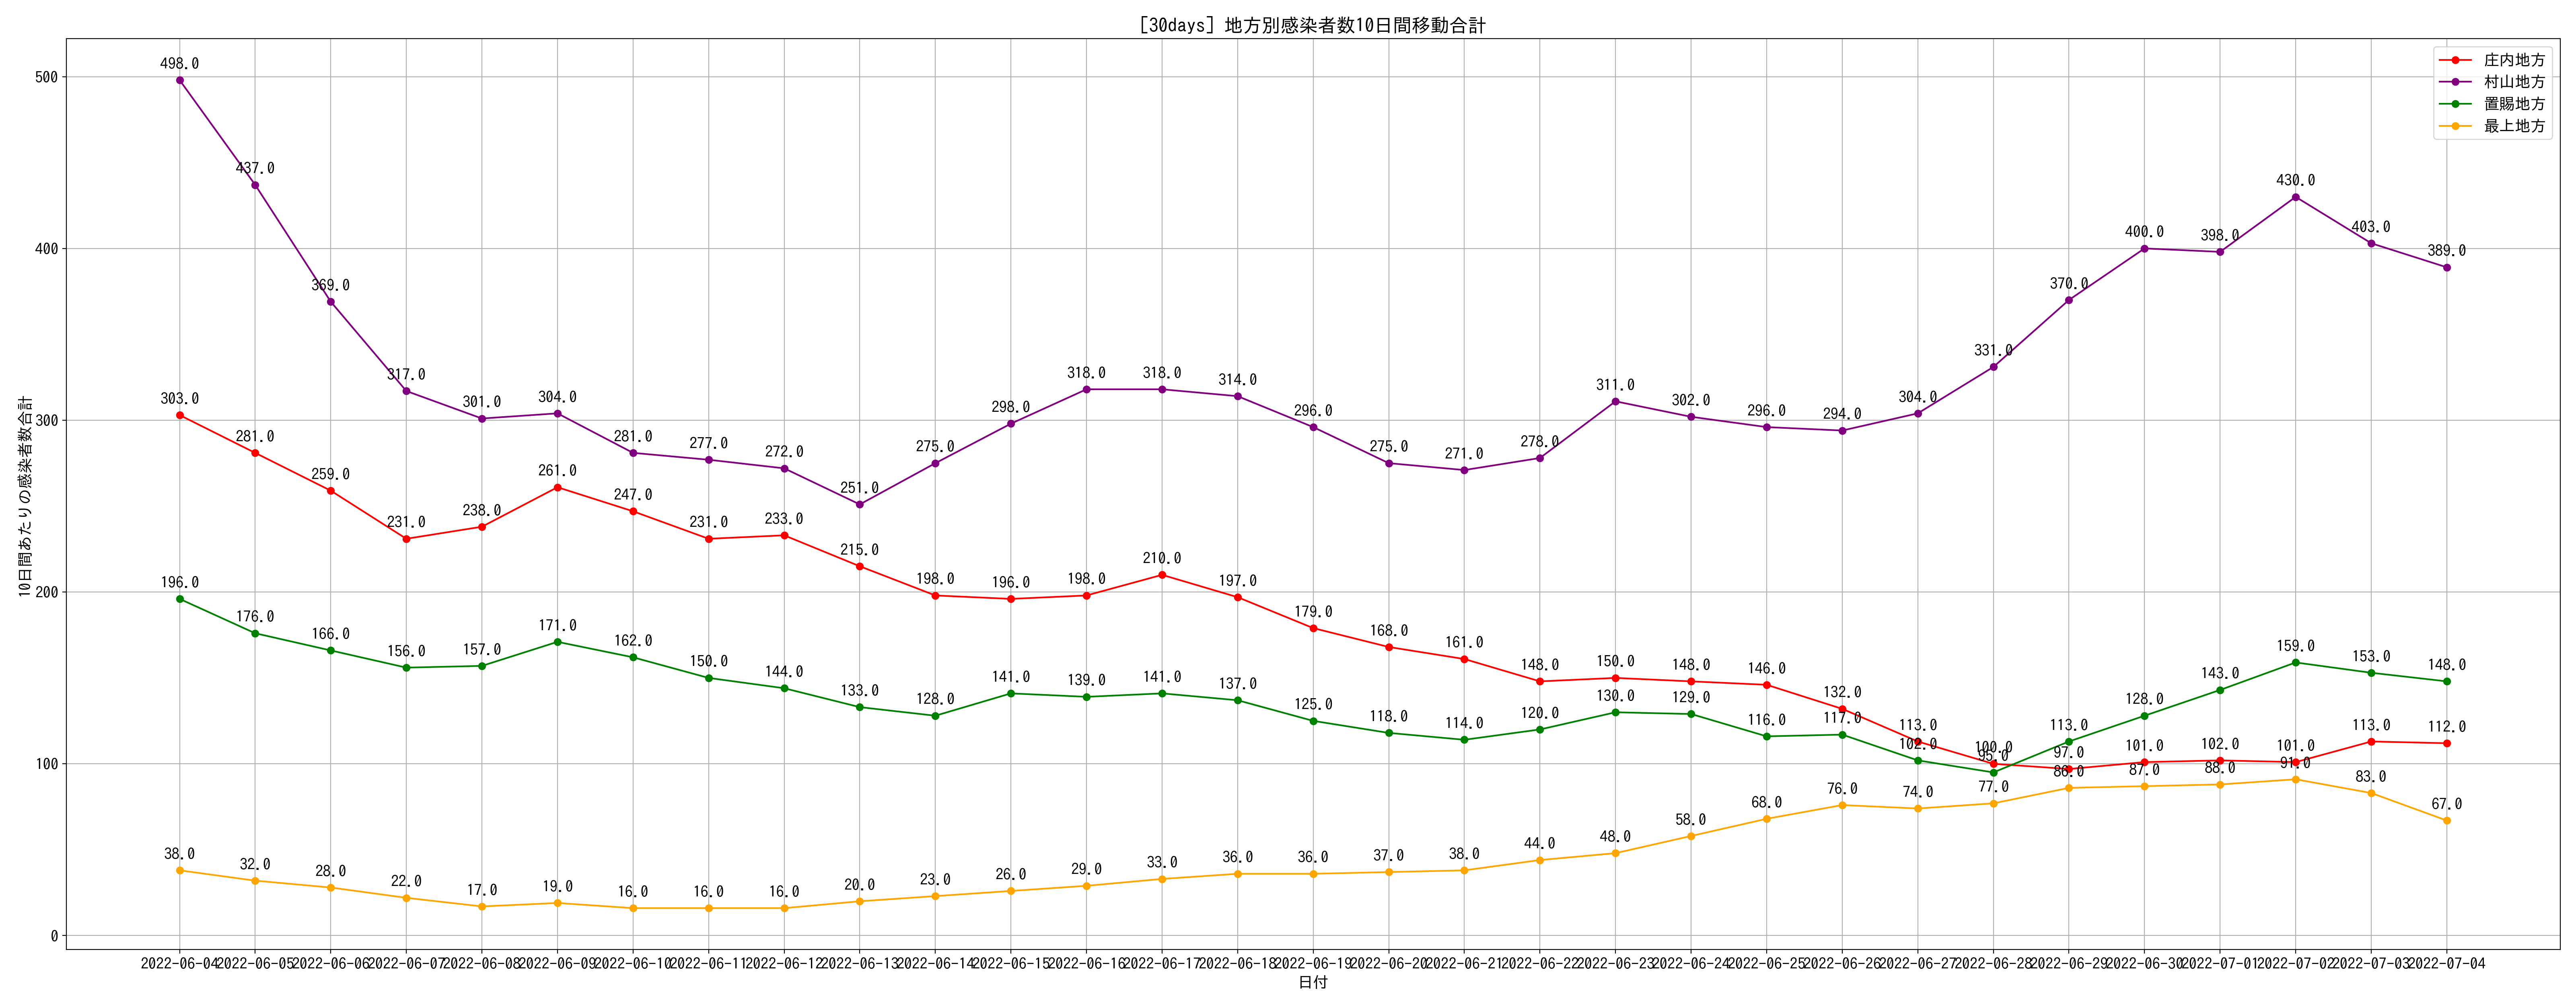 [30days] 地方別感染者数10日間移動合計
庄内地方
村山地方
置賜地方
最上地方
10日間あたりの感染者数合計
500
400
300
200
100
0
498.0 437.0 369.0 317.0 301.0 304.0 281.0 277.0 272.0 251.0 275.0 298.0 318.0 318.0 314.0 296.0 275.0 271.0 278.0 311.0 302.0 296.0 294.0 304.0 331.0 370.0 400.0 398.0 430.0 403.0 389.0
303.0 281.0 259.0 231.0 238.0 261.0 247.0 231.0 233.0 215.0 198.0 196.0 198.0 210.0 197.0 179.0 168.0 161.0 148.0 150.0 148.0 146.0 132.0 113.0 100.0 97.0 101.0 102.0 101.0 113.0 112.0
196.0 176.0 166.0 156.0 157.0 171.0 162.0 150.0 144.0 133.0 128.0 141.0 139.0 141.0 137.0 125.0 118.0 114.0 120.0 130.0 129.0 116.0 117.0 102.0 95.0 113.0 128.0 143.0 159.0 153.0 148.0
38.0 32.0 28.0 22.0 17.0 19.0 16.0 16.0 16.0 20.0 23.0 26.0 29.0 33.0 36.0 36.0 37.0 38.0 44.0 48.0 58.0 68.0 76.0 74.0 77.0 86.0 87.0 88.0 91.0 83.0 67.0
2022-06-04 2022-06-05 2022-06-06 2022-06-07 2022-06-08 2022-06-09 2022-06-10 2022-06-11 2022-06-12 2022-06-13 2022-06-14 2022-06-15 2022-06-16 2022-06-17 2022-06-18 2022-06-19 2022-06-20 2022-06-21 2022-06-22 2022-06-23 2022-06-24 2022-06-25 2022-06-26 2022-06-27 2022-06-28 2022-06-29 2022-06-30 2022-07-01 2022-07-02 2022-07-03 2022-07-04
日付